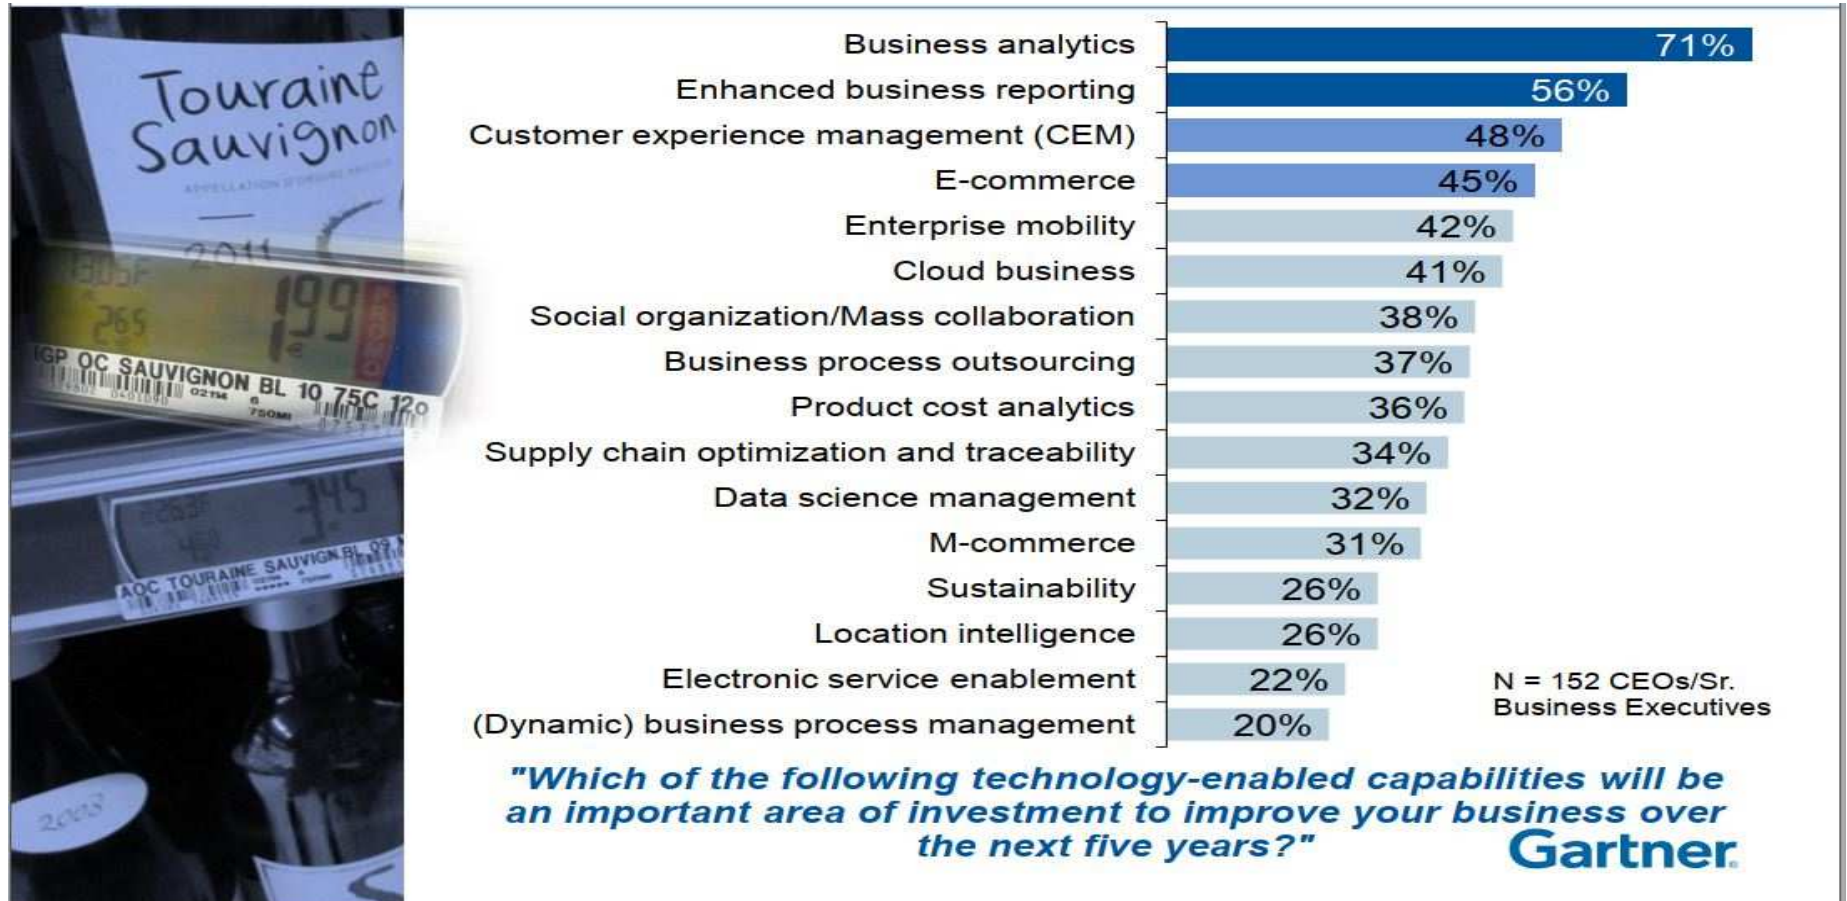 Touraine
Sauvignon
2011
199
265
IGP OC SAUVIGNON BL 10 75C 12°
750Ml
345
AOC TOURAINE SAUVIGN.BL 09
2008
Business analytics 71%
Enhanced business reporting 56%
Customer experience management (CEM) 48%
E-commerce 45%
Enterprise mobility 42%
Cloud business 41%
Social organization/Mass collaboration 38%
Business process outsourcing 37%
Product cost analytics 36%
Supply chain optimization and traceability 34%
Data science management 32%
M-commerce 31%
Sustainability 26%
Location intelligence 26%
Electronic service enablement 22%
(Dynamic) business process management 20%
N = 152 CEOs/Sr.
Business Executives
"Which of the following technology-enabled capabilities will be
an important area of investment to improve your business over
the next five years?"
Gartner